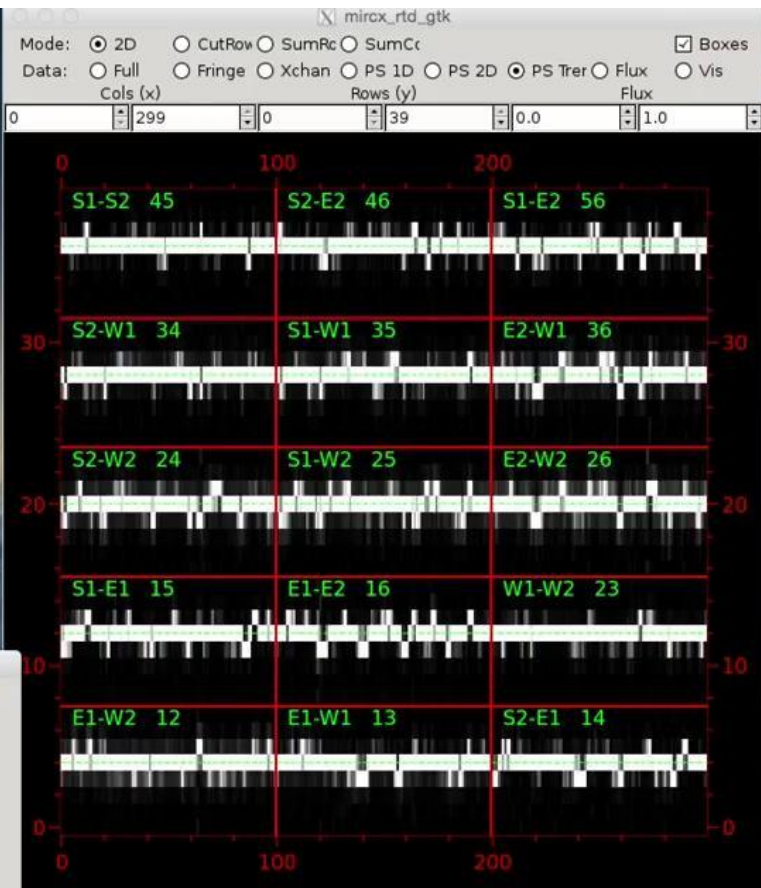 mircx_rtd_gtk
Mode: 2D CutRow SumRc SumCc Boxes
Data: Full Fringe Xchan PS 1D PS 2D PS Trer Flux Vis
Cols (x) Rows (y) Flux
0 299 0 39 0.0 1.0
0 100 200
S1-S2 45 S2-E2 46 S1-E2 56
S2-W1 34 S1-W1 35 E2-W1 36
30 30
S2-W2 24 S1-W2 25 E2-W2 26
20 20
S1-E1 15 E1-E2 16 W1-W2 23
10 10
E1-W2 12 E1-W1 13 S2-E1 14
0 0
0 100 200